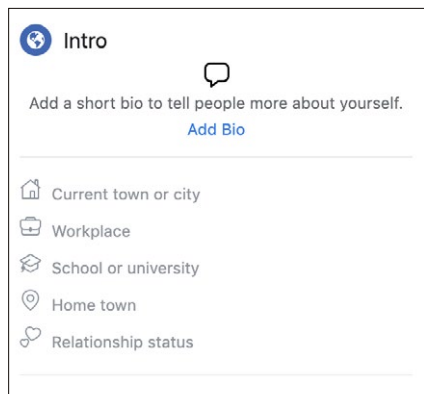 Intro
Add a short bio to tell people more about yourself.
Add Bio
Current town or city
Workplace
School or university
Home town
Relationship status